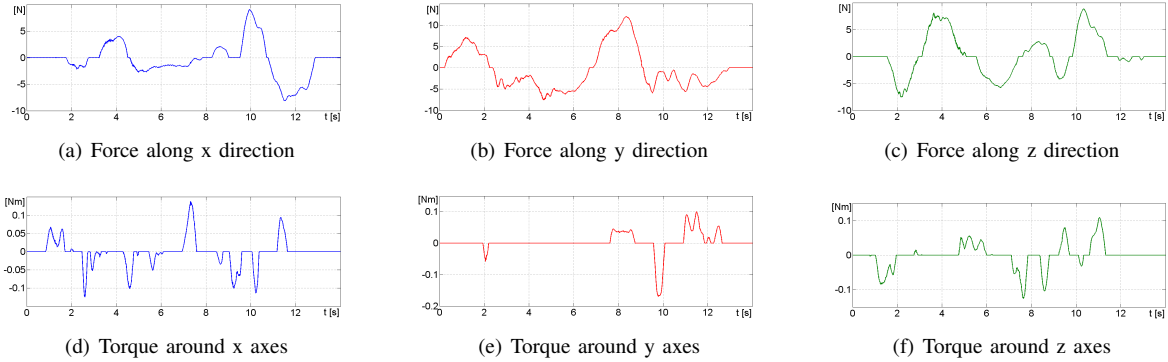 [N]
5
0
-5
-10
0 2 4 6 8 10 12 t [s]
(a) Force along x direction
[N]
10
5
0
-5
-10
0 2 4 6 8 10 12 t [s]
(b) Force along y direction
[N]
5
0
-5
-10
0 2 4 6 8 10 12 t [s]
(c) Force along z direction
[Nm]
0.1
0.05
0
-0.05
-0.1
0 2 4 6 8 10 12 t [s]
(d) Torque around x axes
[Nm]
0.1
0
-0.1
-0.2
0 2 4 6 8 10 12 t [s]
(e) Torque around y axes
[Nm]
0.1
0
-0.1
0 2 4 6 8 10 12 t [s]
(f) Torque around z axes